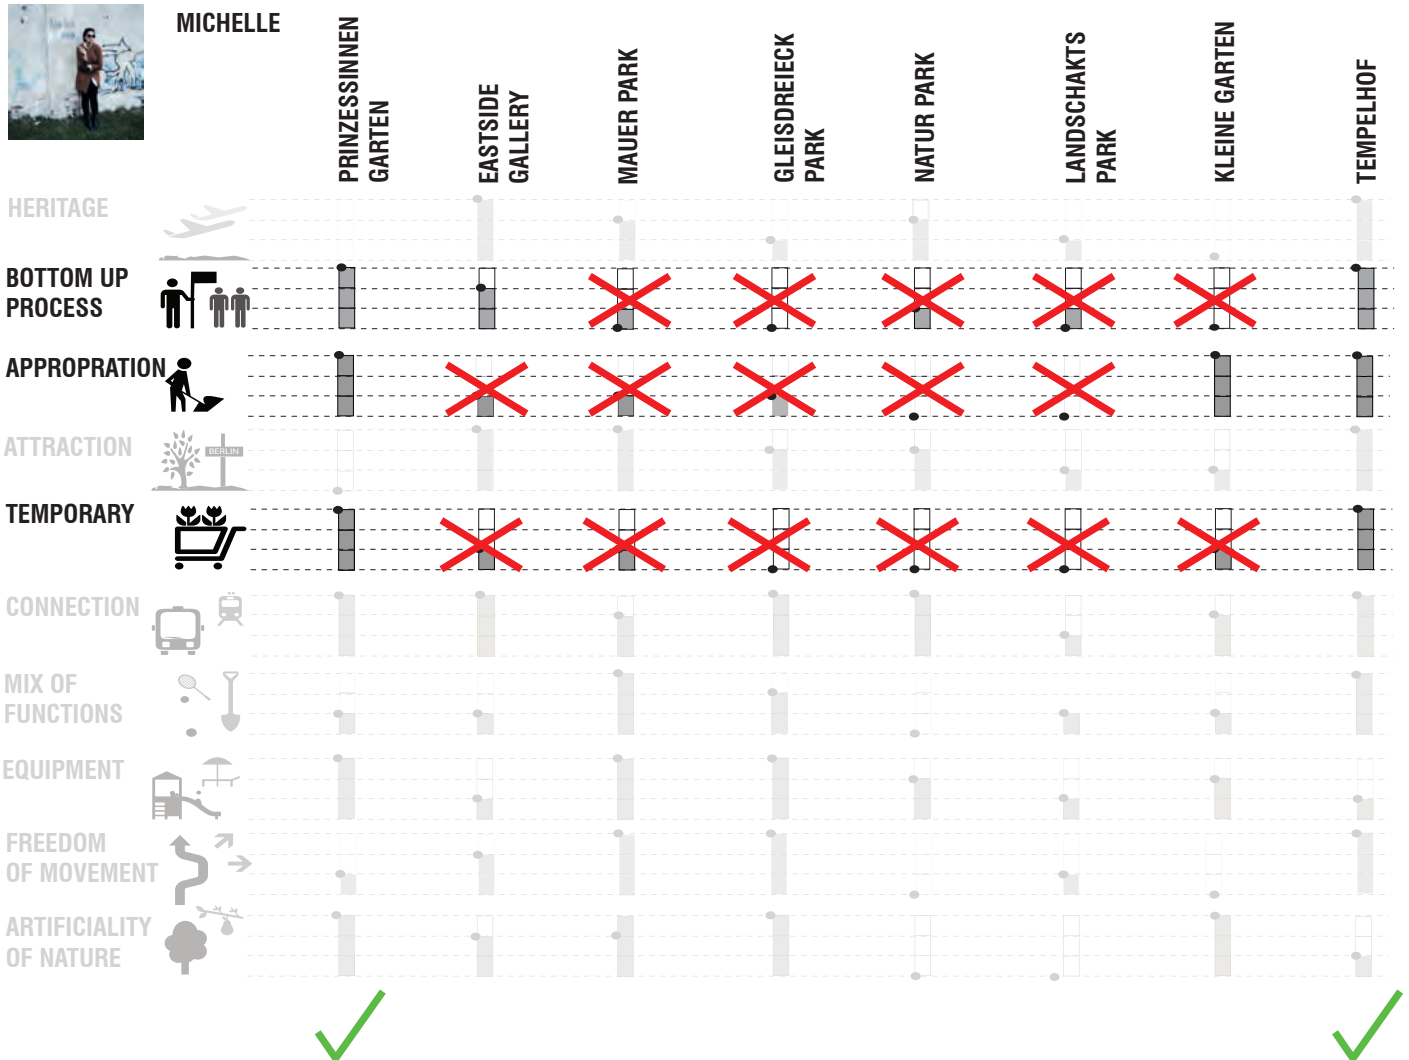 MICHELLE
PRINZESSINNEN
GARTEN
EASTSIDE
GALLERY
MAUER PARK
GLEISDREIECK
PARK
NATUR PARK
LANDSCHAKTS
PARK
KLEINE GARTEN
TEMPELHOF
HERITAGE
BOTTOM UP
PROCESS
APPROPRATION
ATTRACTION
BERLIN
TEMPORARY
CONNECTION
MIX OF
FUNCTIONS
EQUIPMENT
FREEDOM
OF MOVEMENT
ARTIFICIALITY
OF NATURE